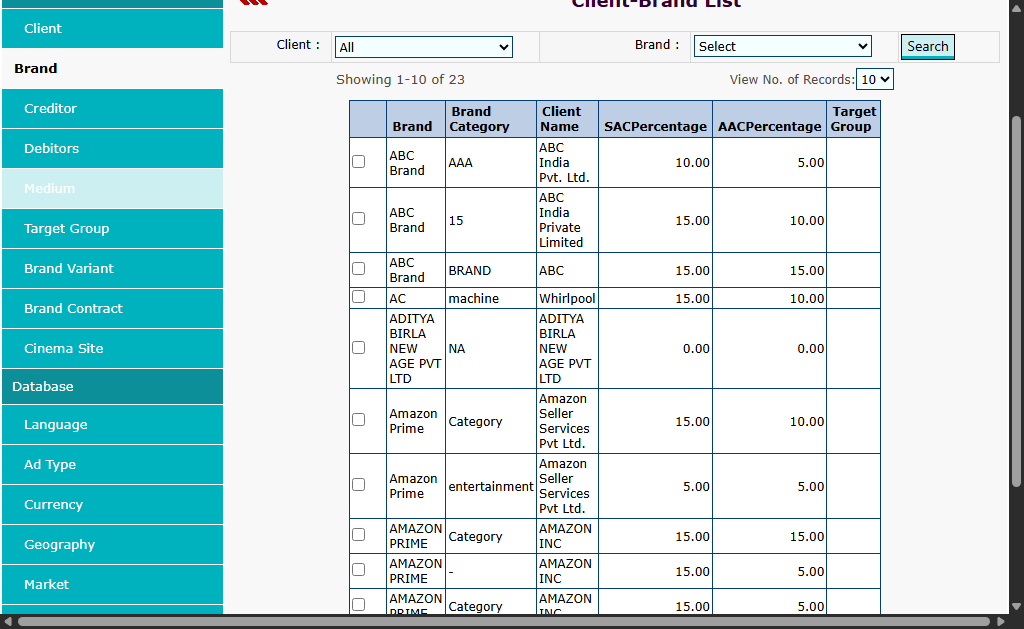 Client-Brand List
Client
Client :
All
Brand :
Select
Search
Brand
Showing 1-10 of 23
View No. of Records:
10
Creditor
Debitors
Medium
Target Group
Brand Variant
Brand Contract
Cinema Site
Database
Language
Ad Type
Currency
Geography
Market
Brand
Brand Category
Client Name
SACPercentage
AACPercentage
Target Group
ABC Brand
AAA
ABC India Pvt. Ltd.
10.00
5.00
ABC Brand
15
ABC India Private Limited
15.00
10.00
ABC Brand
BRAND
ABC
15.00
15.00
AC
machine
Whirlpool
15.00
10.00
ADITYA BIRLA NEW AGE PVT LTD
NA
ADITYA BIRLA NEW AGE PVT LTD
0.00
0.00
Amazon Prime
Category
Amazon Seller Services Pvt Ltd.
15.00
10.00
Amazon Prime
entertainment
Amazon Seller Services Pvt Ltd.
5.00
5.00
AMAZON PRIME
Category
AMAZON INC
15.00
15.00
AMAZON PRIME
-
AMAZON INC
15.00
5.00
AMAZON PRIME
Category
AMAZON INC
15.00
5.00